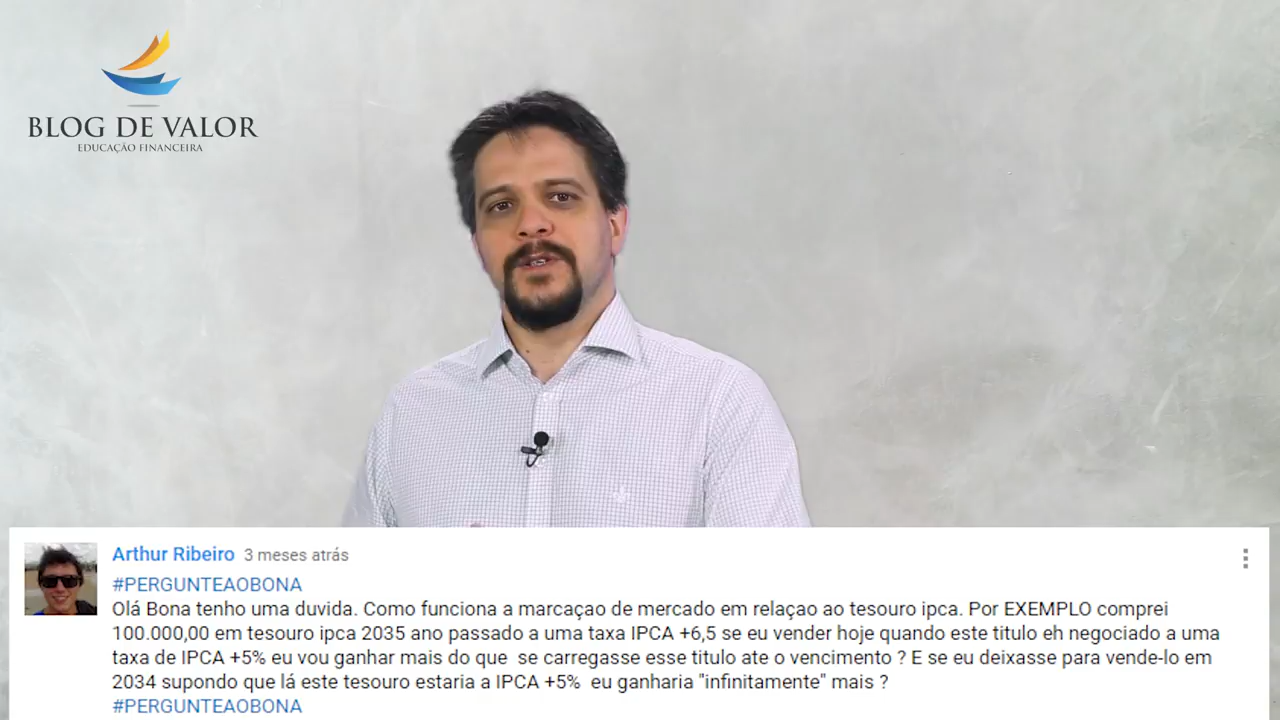 BLOG DE VALOR
EDUCAÇÃO FINANCEIRA
Arthur Ribeiro 3 meses atrás
#PERGUNTEAOBONA
Olá Bona tenho uma duvida. Como funciona a marcaçao de mercado em relaçao ao tesouro ipca. Por EXEMPLO comprei
100.000,00 em tesouro ipca 2035 ano passado a uma taxa IPCA +6,5 se eu vender hoje quando este titulo eh negociado a uma
taxa de IPCA +5% eu vou ganhar mais do que se carregasse esse titulo ate o vencimento ? E se eu deixasse para vende-lo em
2034 supondo que lá este tesouro estaria a IPCA +5% eu ganharia "infinitamente" mais ?
#PERGUNTEAOBONA